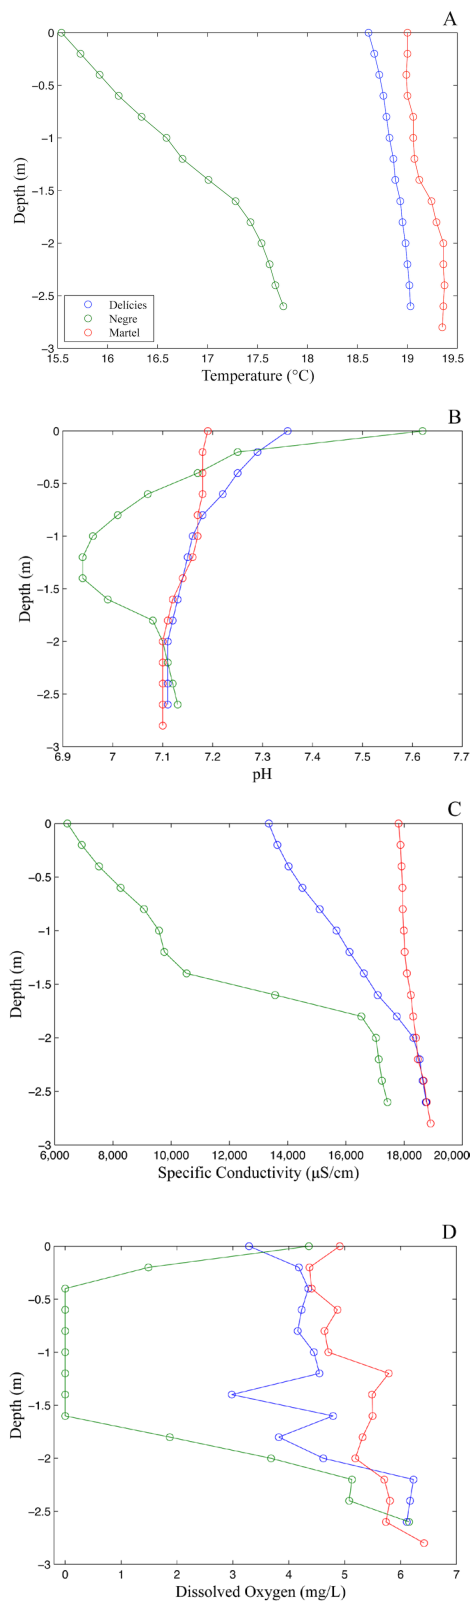 A
0
-0.5
-1
-1.5
-2
-2.5
-3
Depth (m)
Delícies
Negre
Martel
15.5 16 16.5 17 17.5 18 18.5 19 19.5
Temperature (°C)
B
0
-0.5
-1
-1.5
-2
-2.5
-3
Depth (m)
6.9 7 7.1 7.2 7.3 7.4 7.5 7.6 7.7
pH
C
0
-0.5
-1
-1.5
-2
-2.5
-3
Depth (m)
6,000 8,000 10,000 12,000 14,000 16,000 18,000 20,000
Specific Conductivity (µS/cm)
D
0
-0.5
-1
-1.5
-2
-2.5
-3
Depth (m)
0 1 2 3 4 5 6 7
Dissolved Oxygen (mg/L)